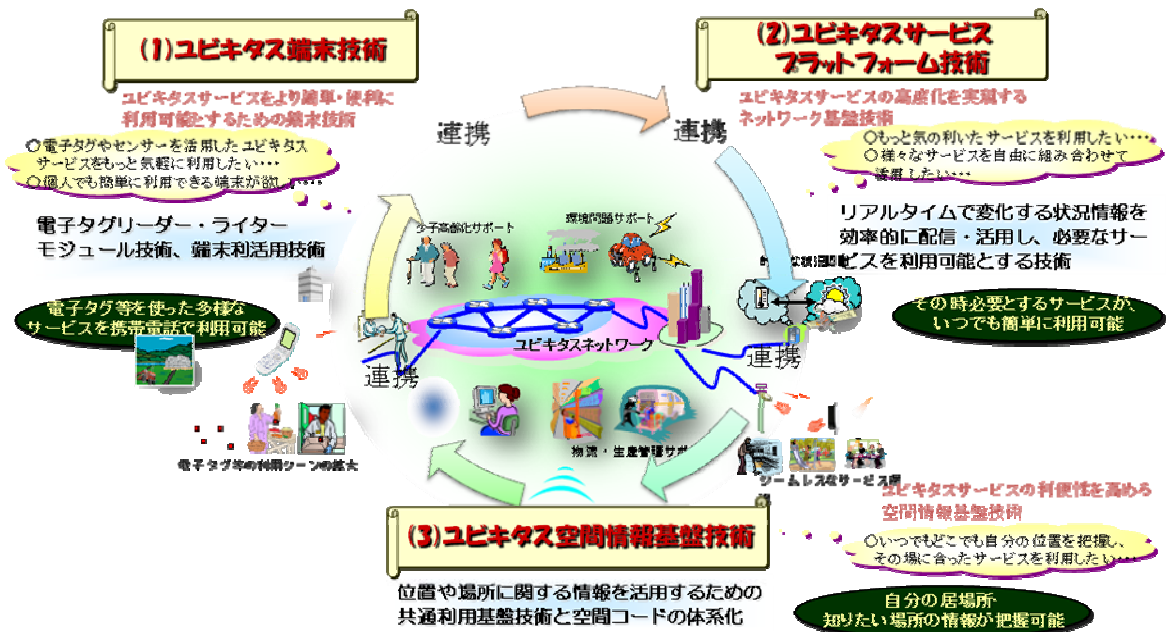 (1)ユビキタス端末技術
ユビキタスサービスをより簡単・便利に
利用可能とするための端末技術
○電子タグやセンサーを活用したユビキタス
サービスをもっと気軽に利用したい・・・
○個人でも簡単に利用できる端末が欲し
電子タグリーダー・ライター
モジュール技術、端末利活用技術
電子タグ等を使った多様な
サービスを携帯電話で利用可能
電子タグ等の利用シーンの拡大
(2)ユビキタスサービス
プラットフォーム技術
ユビキタスサービスの高度化を実現する
ネットワーク基盤技術
○もっと気の利いたサービスを利用したい・・・
○様々なサービスを自由に組み合わせて
活用したい・・・
リアルタイムで変化する状況情報を
効率的に配信・活用し、必要なサー
ビスを利用可能とする技術
その時必要とするサービスが、
いつでも簡単に利用可能
シームレスなサービス
連携
連携
連携
連携
少子高齢化サポート
環境問題サポート
ユビキタスネットワーク
物流・生産管理サポ
(3)ユビキタス空間情報基盤技術
位置や場所に関する情報を活用するための
共通利用基盤技術と空間コードの体系化
ユビキタスサービスの利便性を高める
空間情報基盤技術
○いつでもどこでも自分の位置を把握し、
その場に合ったサービスを利用したい・・・
自分の居場所・
知りたい場所の情報が把握可能